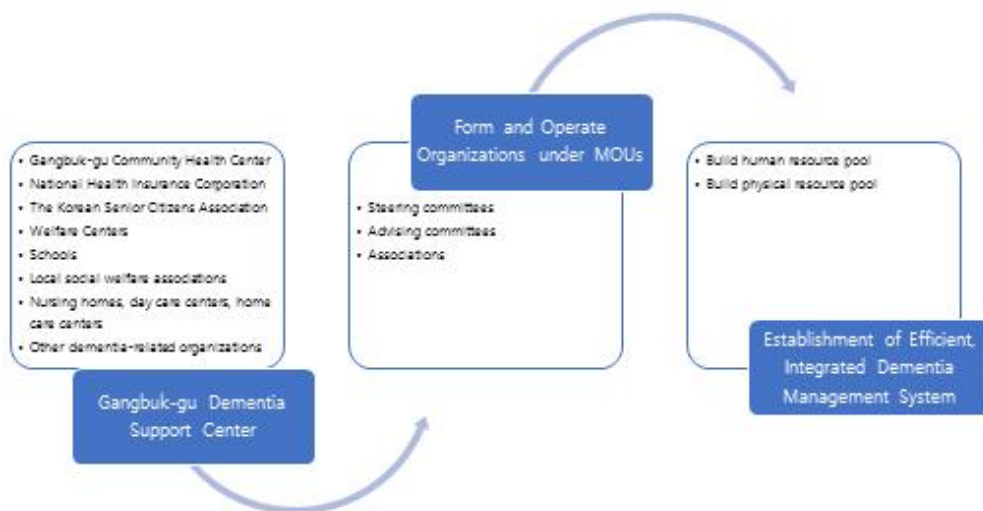 • Gangbuk-gu Community Health Center
• National Health Insurance Corporation
• The Korean Senior Citizens Association
• Welfare Centers
• Schools
• Local social welfare associations
• Nursing homes, day care centers, home
care centers
• Other dementia-related organizations
Gangbuk-gu Dementia
Support Center
Form and Operate
Organizations under MOUs
• Steering committees
• Advising committees
• Associations
• Build human resource pool
• Build physical resource pool
Establishment of Efficient,
Integrated Dementia
Management System